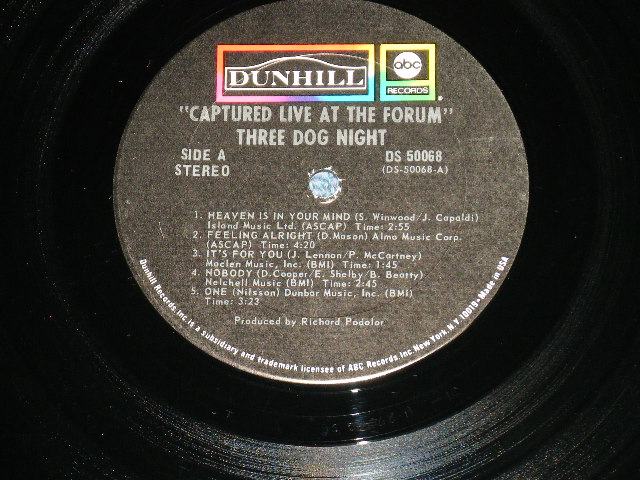 DUNHILL
abc
RECORDS
"CAPTURED LIVE AT THE FORUM"
THREE DOG NIGHT
SIDE A DS 50068
STEREO (DS-50068-A)
1. HEAVEN IS IN YOUR MIND (S. Winwood/J. Capaldi)
Island Music Ltd. (ASCAP) Time: 2:55
2. FEELING ALRIGHT (D.Mason) Almo Music Corp.
(ASCAP) Time: 4:20
3. IT'S FOR YOU (J. Lennon/P. McCartney)
Maclen Music, Inc. (BMI) Time: 1:45
4. NOBODY (D.Cooper/E. Shelby/B. Beatty)
Nelchell Music (BMI) Time: 2:45
5. ONE (Nilsson) Dunbar Music, Inc. (BMI)
Time: 3:23
Produced by Richard Podolor
Dunhill Records Inc. is a subsidiary and trademark licensee of ABC Records, Inc. New York, N.Y. 10019 - Made in USA